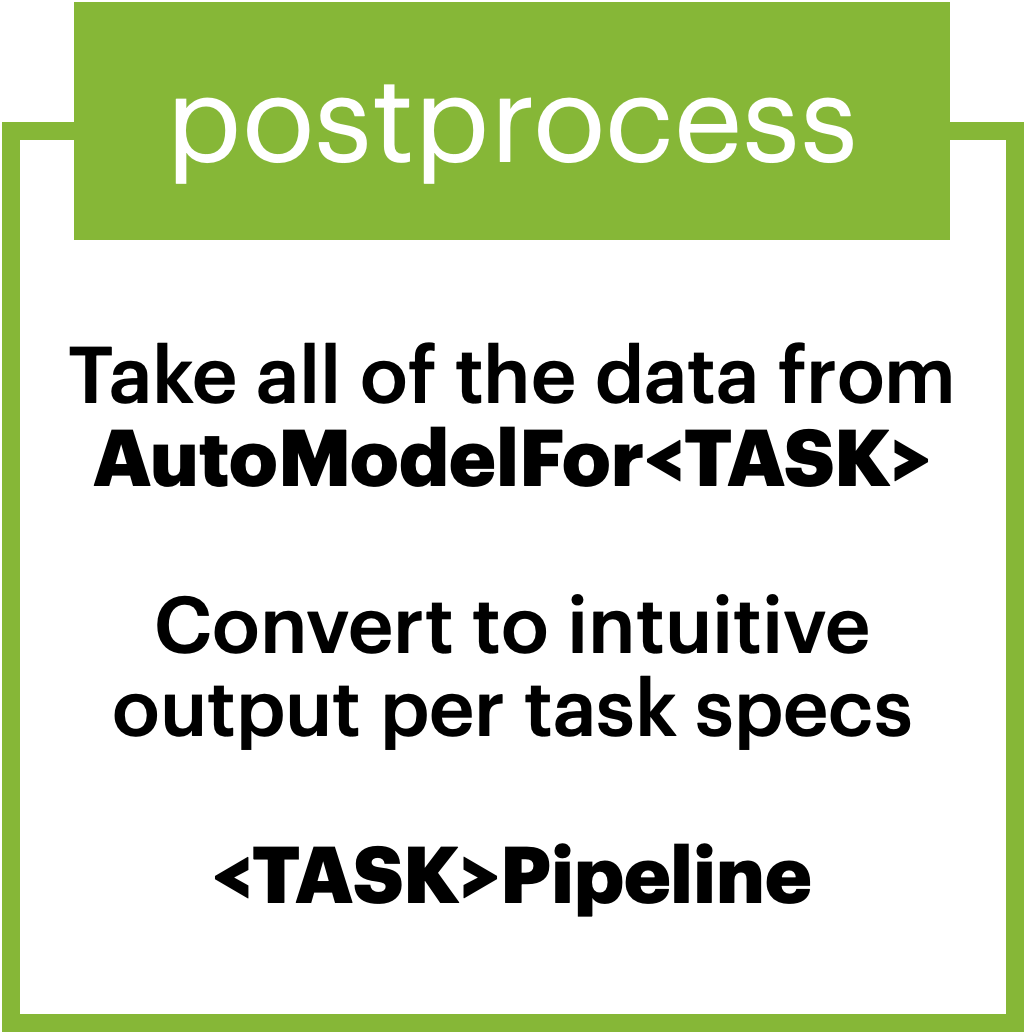 postprocess
Take all of the data from
AutoModelFor<TASK>
Convert to intuitive
output per task specs
<TASK>Pipeline